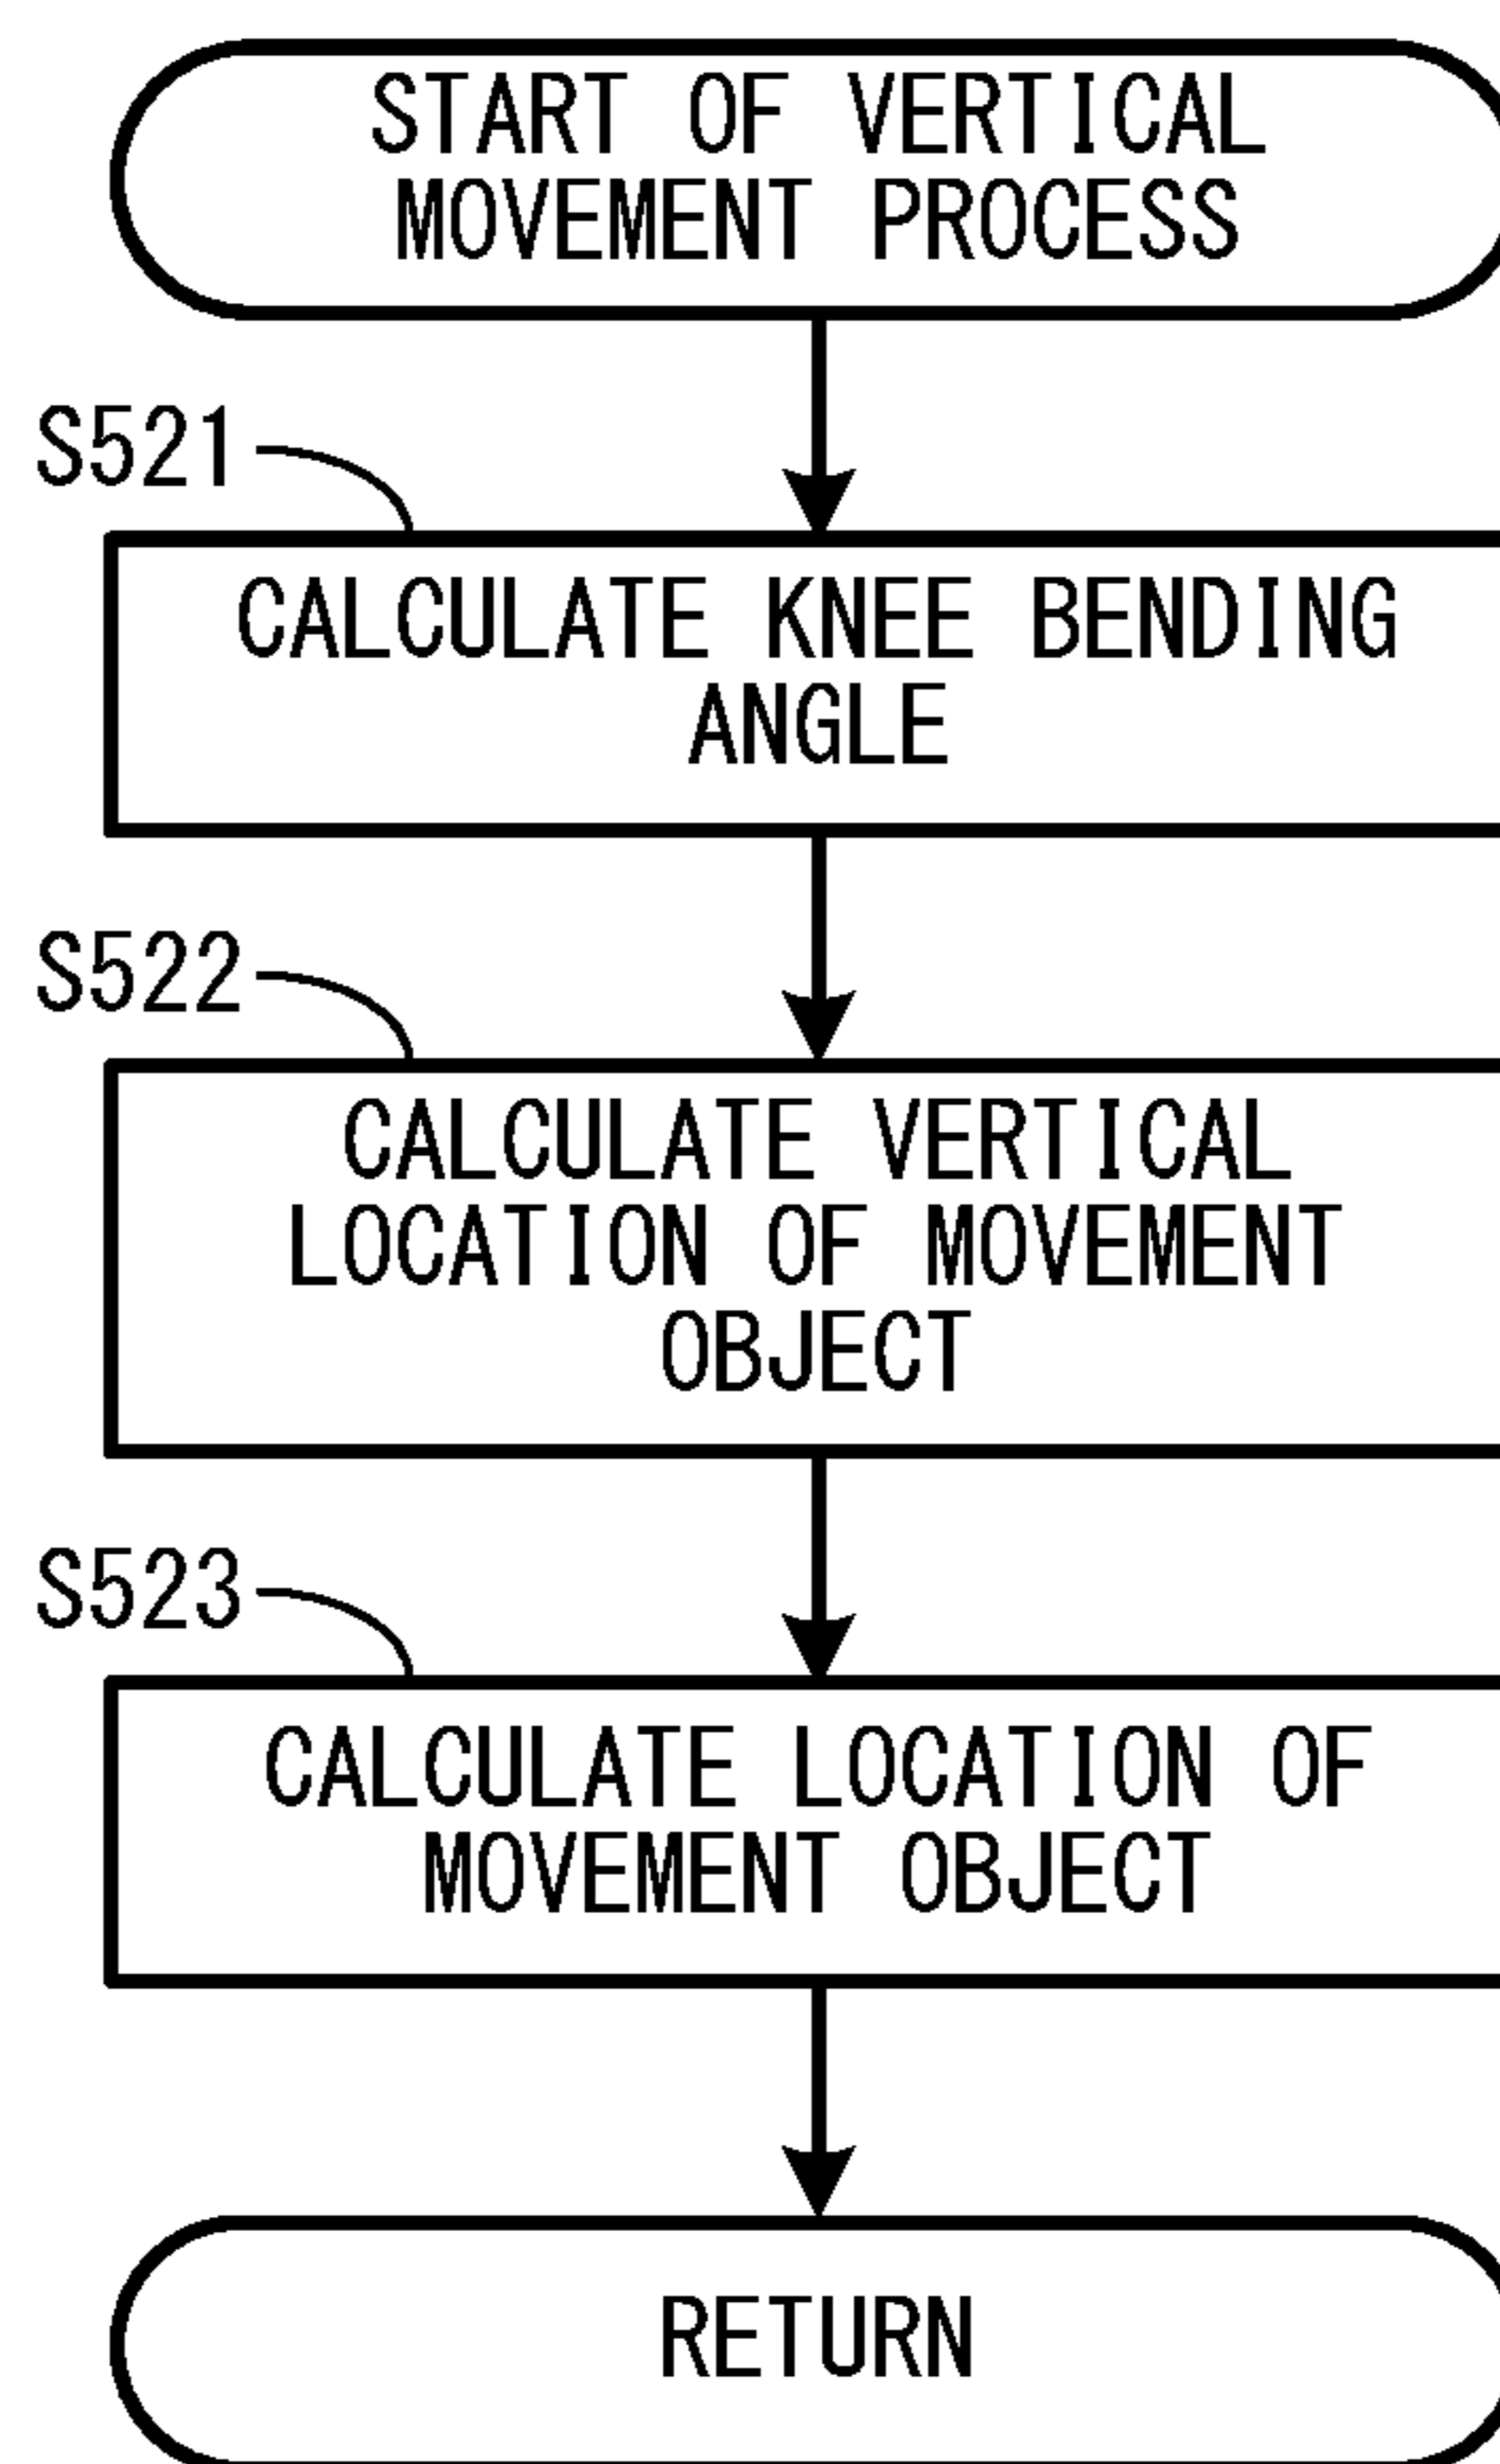 START OF VERTICAL
MOVEMENT PROCESS
S521
CALCULATE KNEE BENDING
ANGLE
S522
CALCULATE VERTICAL
LOCATION OF MOVEMENT
OBJECT
S523
CALCULATE LOCATION OF
MOVEMENT OBJECT
RETURN